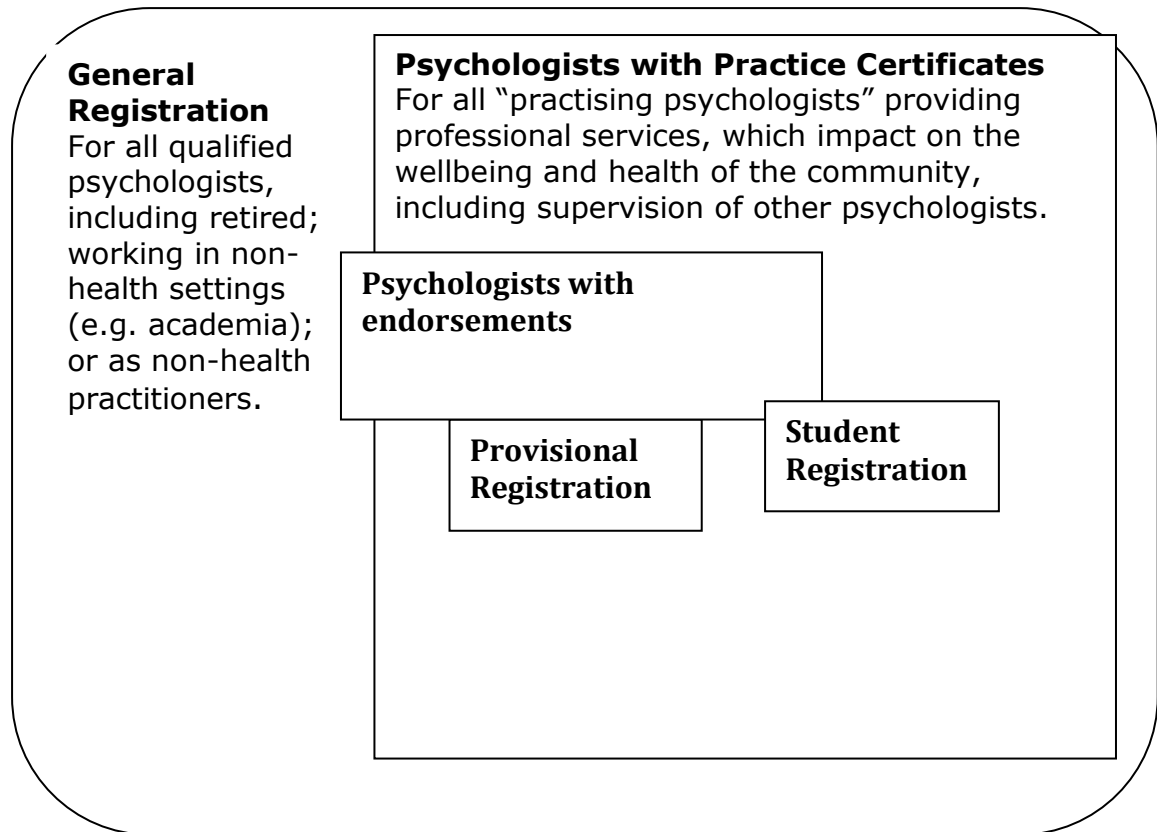 General
Registration
For all qualified
psychologists,
including retired;
working in non-
health settings
(e.g. academia);
or as non-health
practitioners.
Psychologists with Practice Certificates
For all “practising psychologists” providing
professional services, which impact on the
wellbeing and health of the community,
including supervision of other psychologists.
Psychologists with
endorsements
Provisional
Registration
Student
Registration